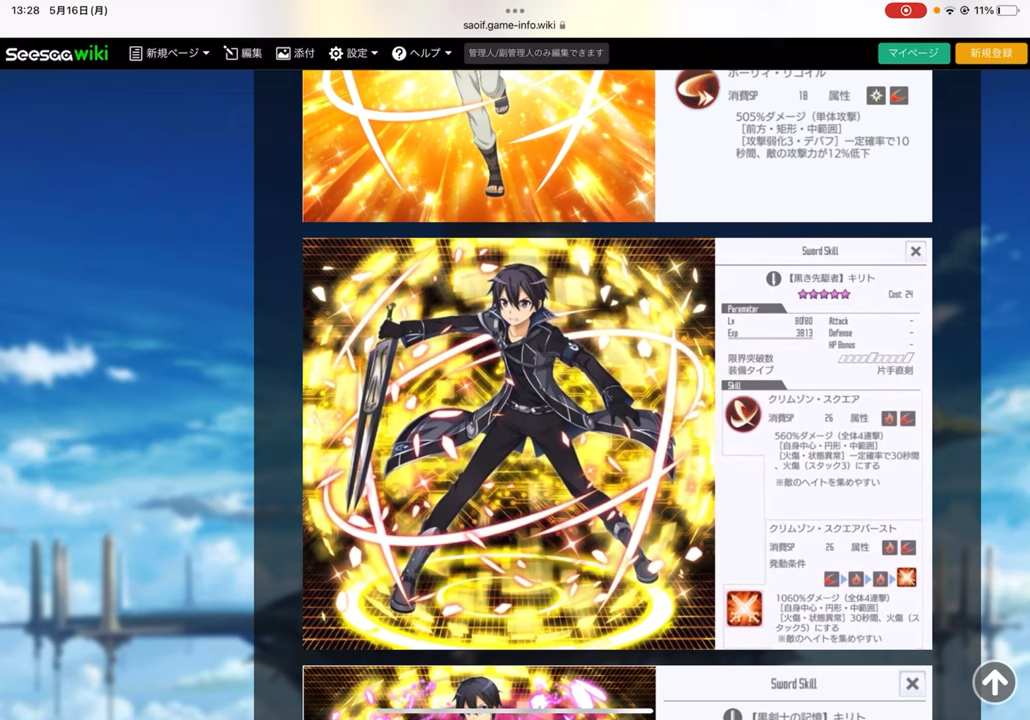 13:28 5月16日(月)
11%
saoif.game-info.wiki
Seesaawiki 新規ページ 編集 添付 設定 ヘルプ 管理人/副管理人のみ編集できます マイページ 新規登録
ホーリィ・リコイル
消費SP 18 属性
505%ダメージ（単体攻撃）
［前方・矩形・中範囲］
［攻撃弱化3・デバフ］一定確率で10
秒間、敵の攻撃力が12%低下
Sword Skill
【黒き先駆者】キリト
Cost 24
Parameter
Lv 80/80 Attack -
Exp 3813 Defense -
HP Bonus -
限界突破数
装備タイプ 片手直剣
Skill
クリムゾン・スクエア
消費SP 26 属性
560%ダメージ（全体4連撃）
［自身中心・円形・中範囲］
［火傷・状態異常］一定確率で30秒間
、火傷（スタック3）にする
※敵のヘイトを集めやすい
クリムゾン・スクエアバースト
消費SP 26 属性
発動条件
1060%ダメージ（全体4連撃）
［自身中心・円形・中範囲］
［火傷・状態異常］30秒間、火傷（ス
タック5）にする
※敵のヘイトを集めやすい
Sword Skill
【黒剣士の記憶】キリト